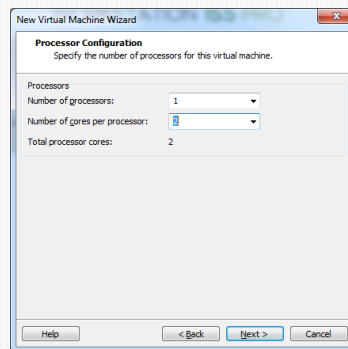 New Virtual Machine Wizard
Processor Configuration
Specify the number of processors for this virtual machine.
Processors
Number of processors: 1
Number of cores per processor: 2
Total processor cores: 2
Help < Back Next > Cancel